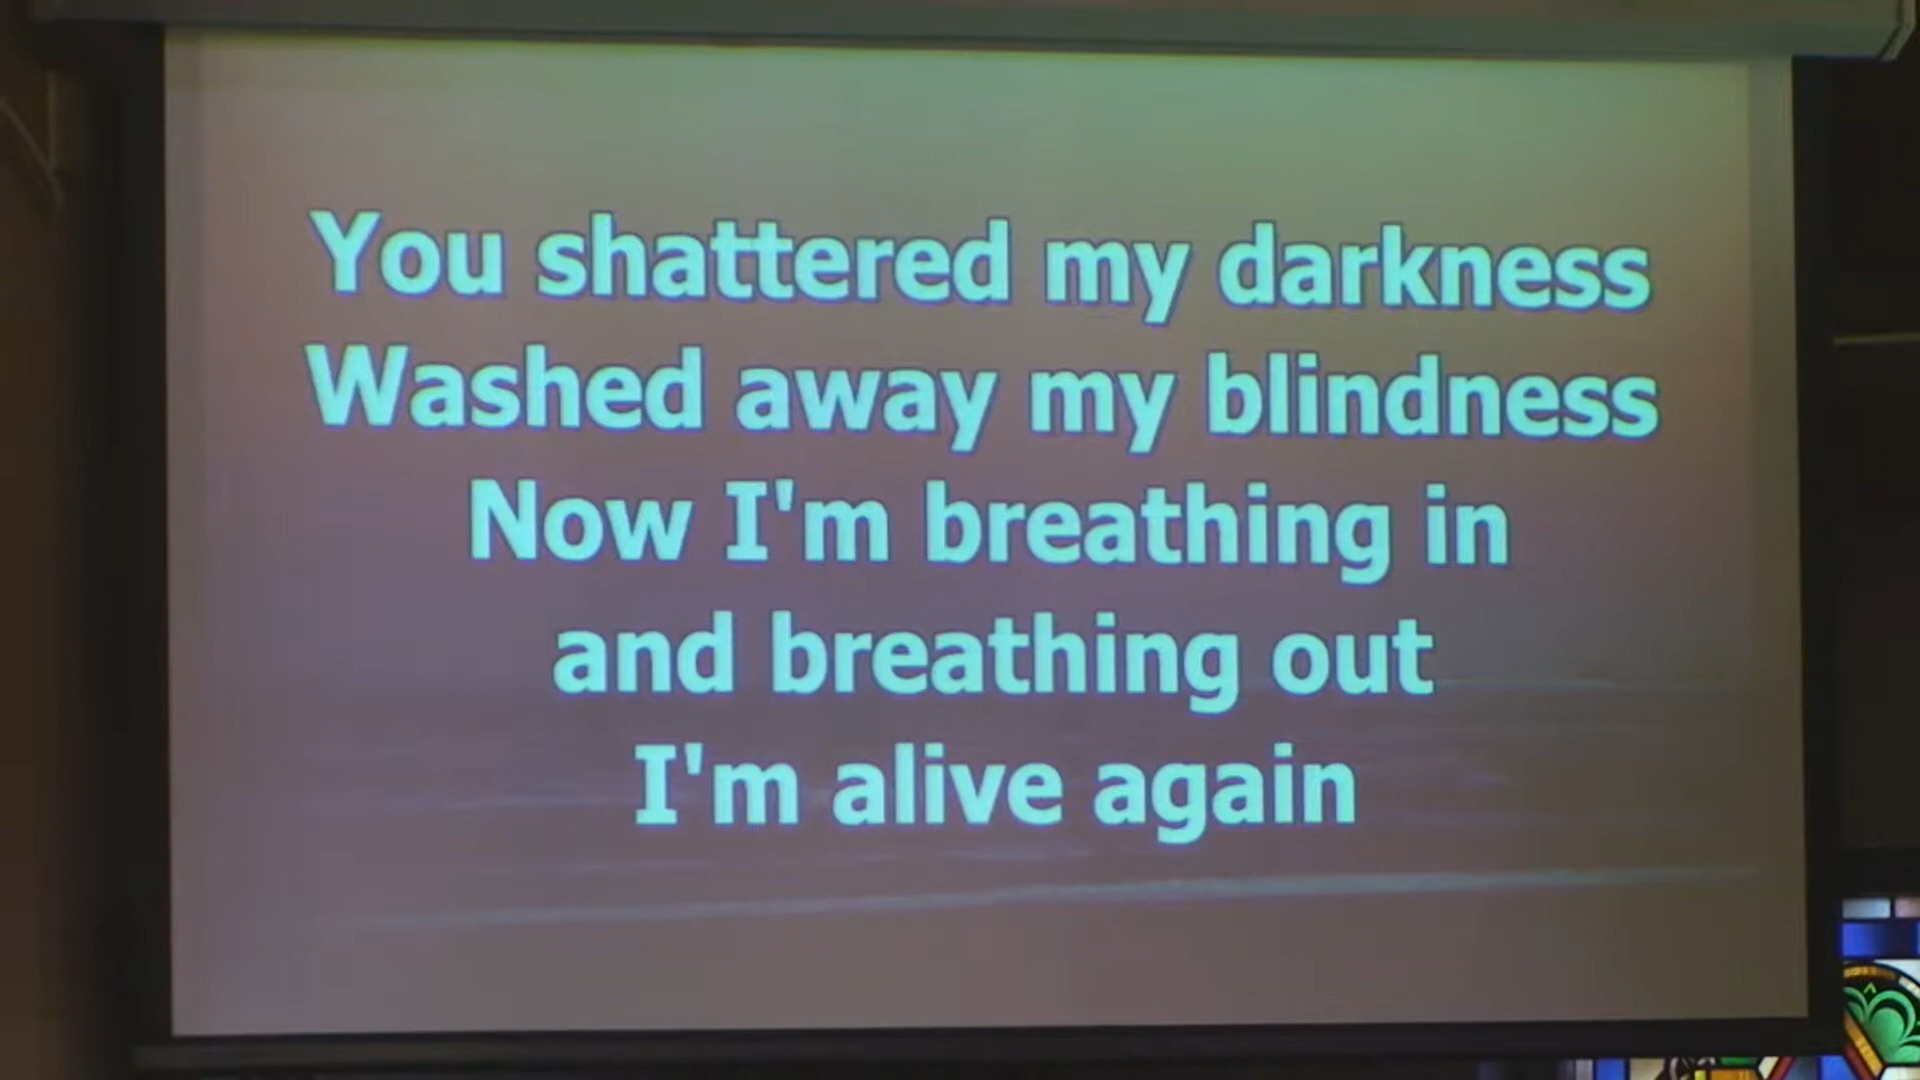 You shattered my darkness
Washed away my blindness
Now I'm breathing in
and breathing out
I'm alive again